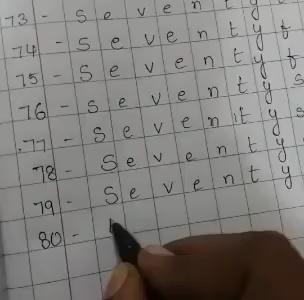 73 - Seventy
74 - Seventy f
75 - Seventy f
76 - Seventy s
77 - Seventy s
78 - Seventy
79 - Seventy
80 -